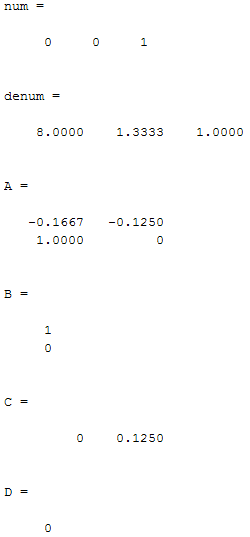 num =
0 0 1
denum =
8.0000 1.3333 1.0000
A =
-0.1667 -0.1250
1.0000 0
B =
1
0
C =
0 0.1250
D =
0